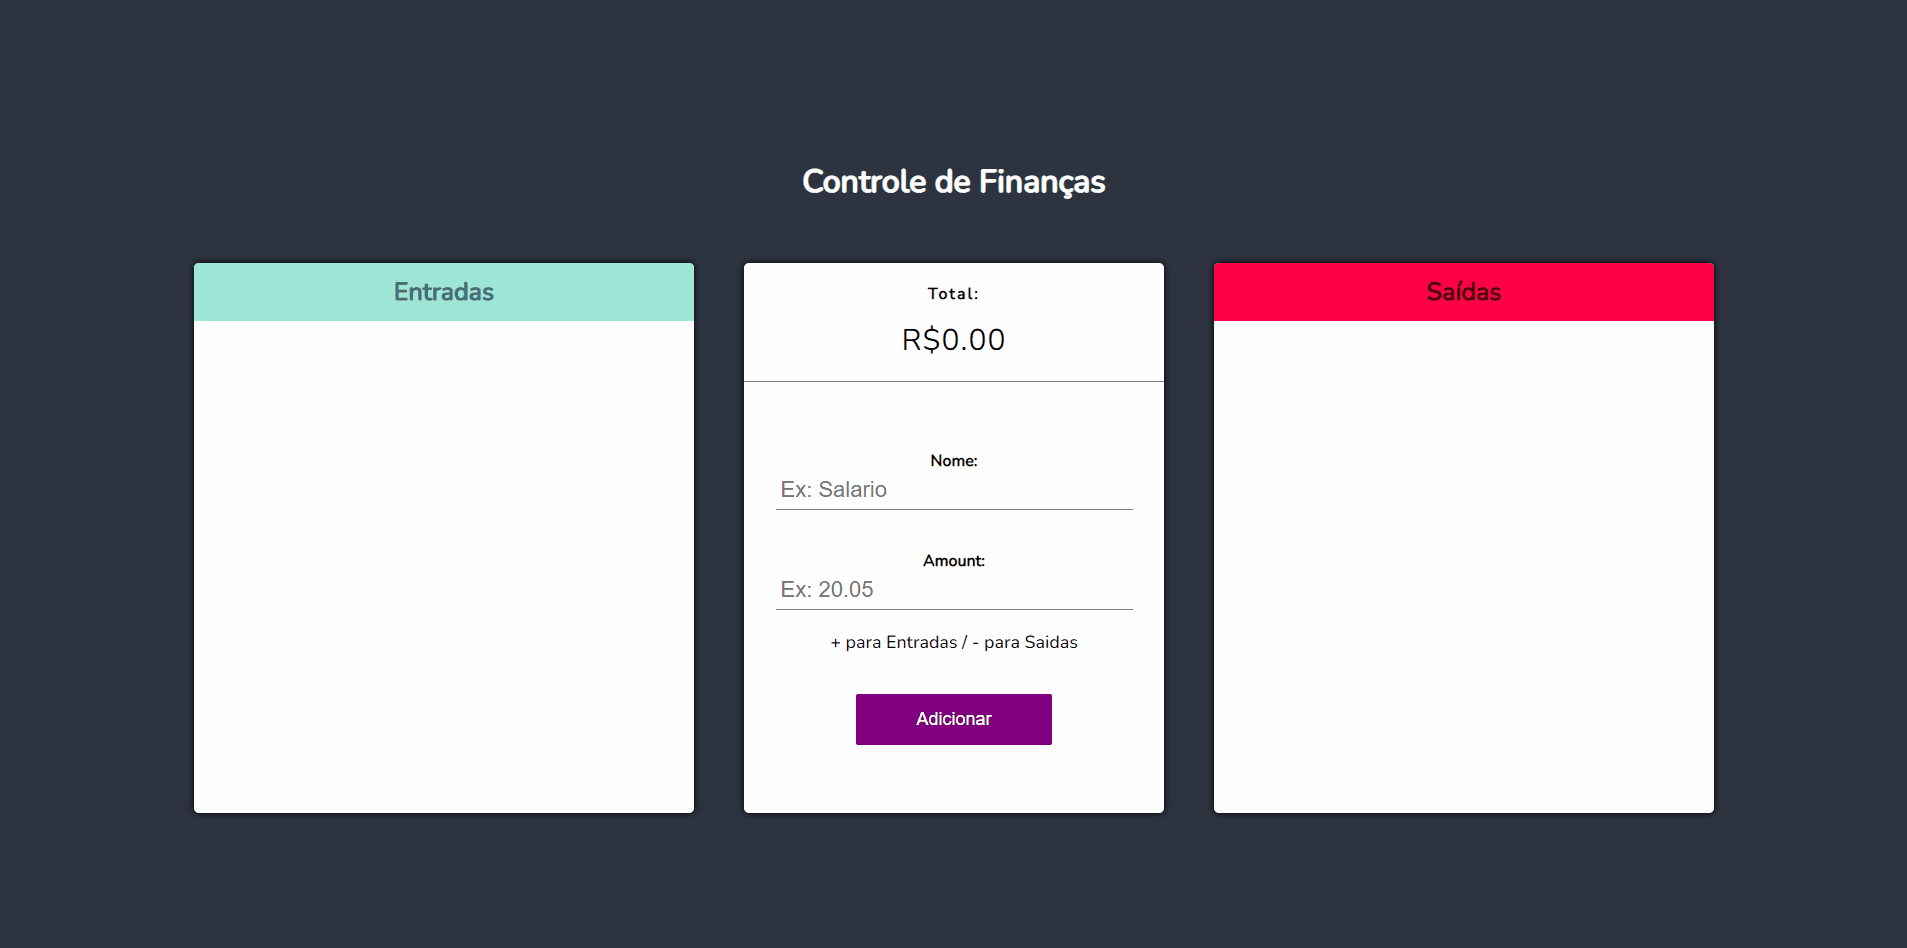 Controle de Finanças
Entradas
Total:
R$0.00
Nome:
Ex: Salario
Amount:
Ex: 20.05
+ para Entradas / - para Saidas
Adicionar
Saídas